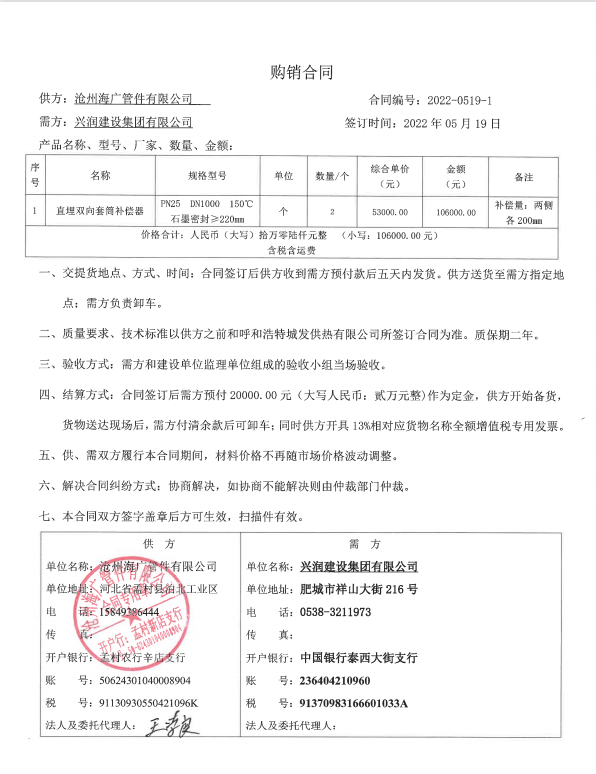 购销合同
供方：沧州海广管件有限公司
合同编号：2022-0519-1
需方：兴润建设集团有限公司
签订时间：2022 年 05 月 19 日
产品名称、型号、厂家、数量、金额：
序号 名称 规格型号 单位 数量/个 综合单价（元） 金额（元） 备注
1 直埋双向套筒补偿器 PN25 DN1000 150℃ 石墨密封≥220mm 个 2 53000.00 106000.00 补偿量：两侧各 200mm
价格合计：人民币（大写）拾万零陆仟元整 （小写：106000.00 元）
含税含运费
一、交提货地点、方式、时间：合同签订后供方收到需方预付款后五天内发货。供方送货至需方指定地
点；需方负责卸车。
二、质量要求、技术标准以供方之前和呼和浩特城发供热有限公司所签订合同为准。质保期二年。
三、验收方式：需方和建设单位监理单位组成的验收小组当场验收。
四、结算方式：合同签订后需方预付 20000.00 元（大写人民币：贰万元整)作为定金，供方开始备货，
货物送达现场后，需方付清余款后可卸车；同时供方开具 13%相对应货物名称全额增值税专用发票。
五、供、需双方履行本合同期间，材料价格不再随市场价格波动调整。
六、解决合同纠纷方式：协商解决，如协商不能解决则由仲裁部门仲裁。
七、本合同双方签字盖章后方可生效，扫描件有效。
供 方
单位名称：沧州海广管件有限公司
单位地址：河北省孟村县泊北工业区
电 话：15849286444
传 真：
开户银行：孟村农行辛店支行
账 号：50624301040008904
税 号：91130930550421096K
法人及委托代理人：
需 方
单位名称：兴润建设集团有限公司
单位地址：肥城市祥山大街 216 号
电 话：0538-3211973
传 真：
开户银行：中国银行泰西大街支行
账 号：236404210960
税 号：91370983166601033A
法人及委托代理人：
沧州海广管件有限公司
合同专用章